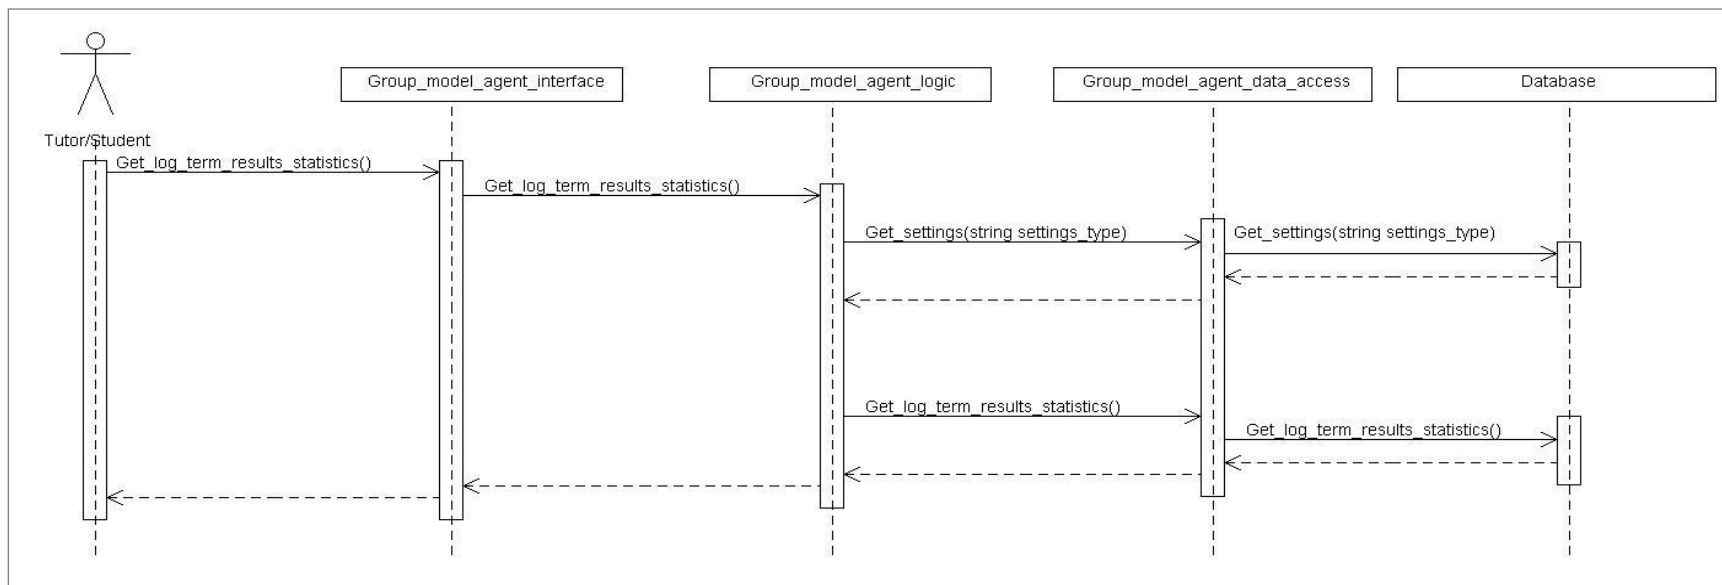 Group_model_agent_interface
Group_model_agent_logic
Group_model_agent_data_access
Database
Tutor/Student
Get_log_term_results_statistics()
Get_log_term_results_statistics()
Get_settings(string settings_type)
Get_settings(string settings_type)
Get_log_term_results_statistics()
Get_log_term_results_statistics()